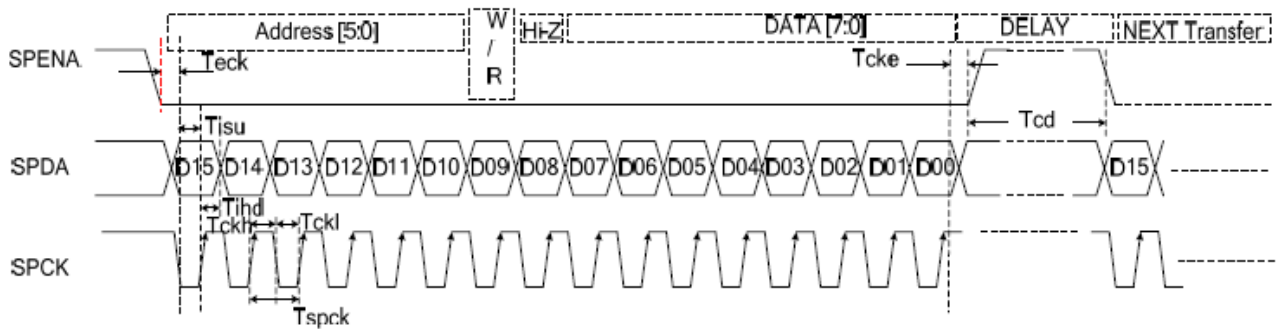 Address [5:0] W / R Hi-Z DATA [7:0] DELAY NEXT Transfer
SPENA Teck Tcke
Tisu Tcd
SPDA D15 D14 D13 D12 D11 D10 D09 D08 D07 D06 D05 D04 D03 D02 D01 D00 D15
Tihd
Tckh Tckl
SPCK
Tspck